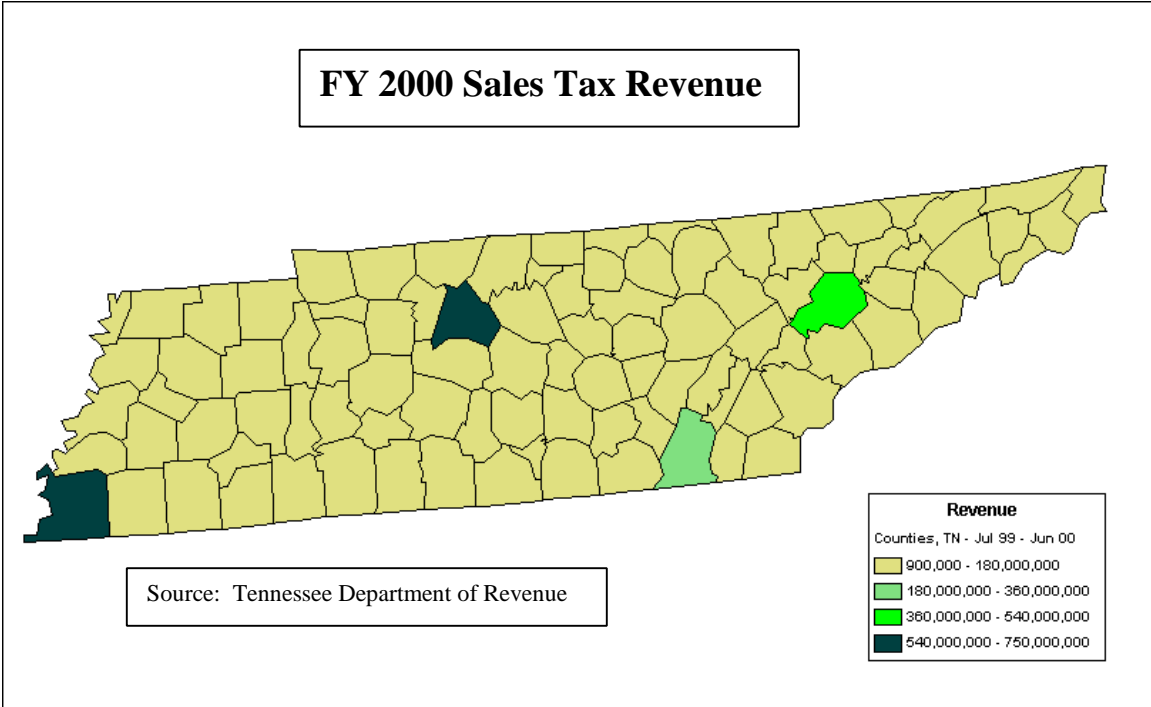 FY 2000 Sales Tax Revenue
Source: Tennessee Department of Revenue
Revenue
Counties, TN - Jul 99 - Jun 00
900,000 - 180,000,000
180,000,000 - 360,000,000
360,000,000 - 540,000,000
540,000,000 - 750,000,000